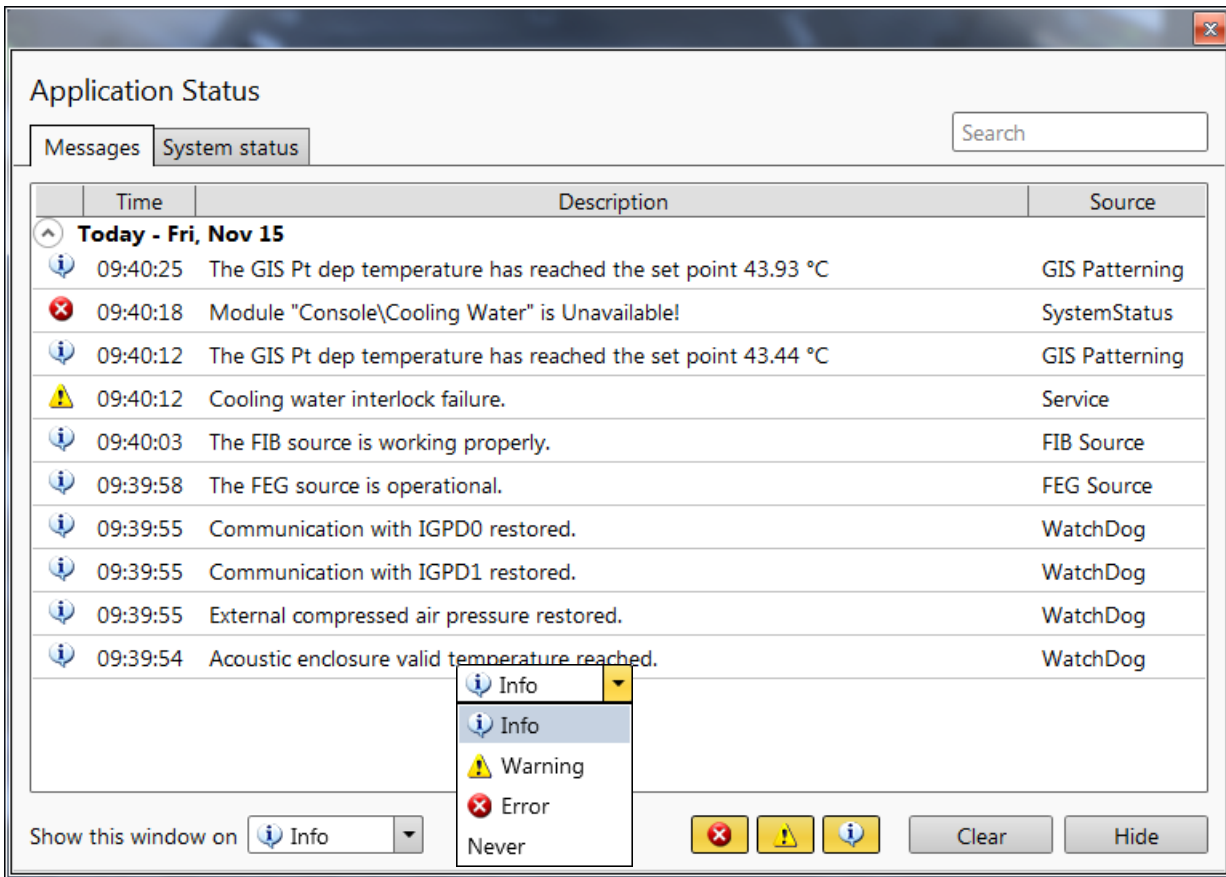 Application Status
Search
Messages System status
Time Description Source
Today - Fri, Nov 15
09:40:25 The GIS Pt dep temperature has reached the set point 43.93 °C GIS Patterning
09:40:18 Module "Console\Cooling Water" is Unavailable! SystemStatus
09:40:12 The GIS Pt dep temperature has reached the set point 43.44 °C GIS Patterning
09:40:12 Cooling water interlock failure. Service
09:40:03 The FIB source is working properly. FIB Source
09:39:58 The FEG source is operational. FEG Source
09:39:55 Communication with IGPD0 restored. WatchDog
09:39:55 Communication with IGPD1 restored. WatchDog
09:39:55 External compressed air pressure restored. WatchDog
09:39:54 Acoustic enclosure valid temperature reached. WatchDog
Info
Info
Warning
Error
Never
Show this window on Info
Clear Hide